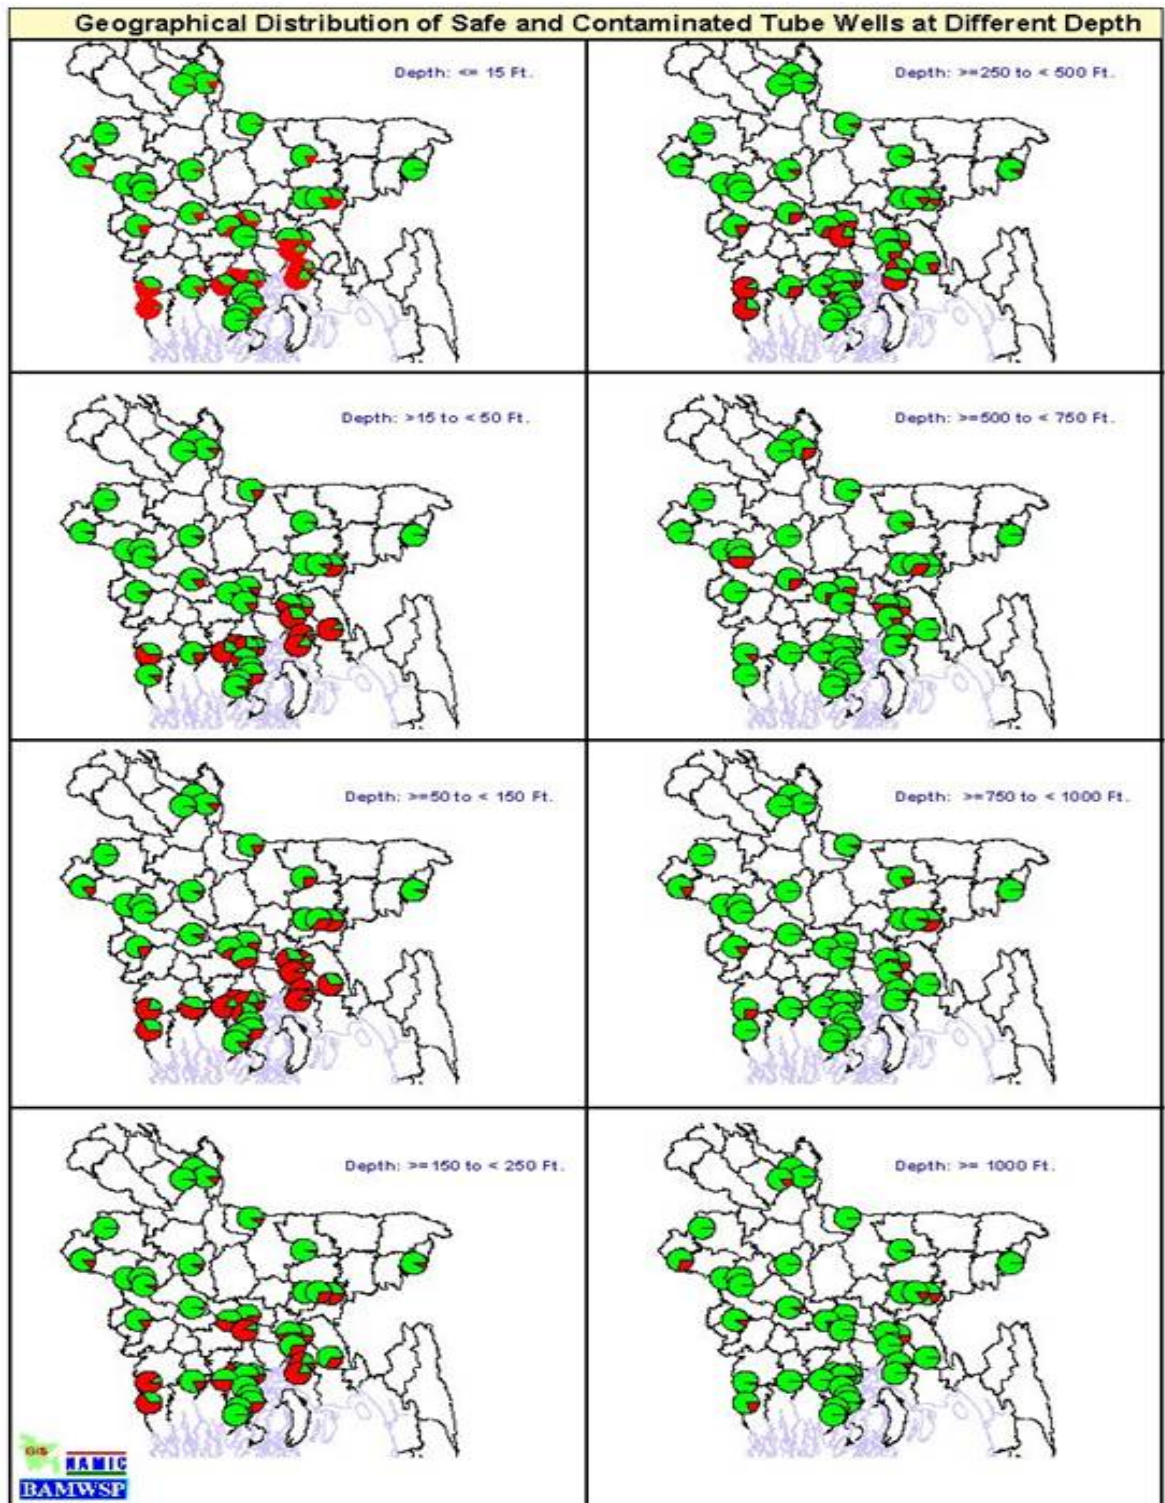 Geographical Distribution of Safe and Contaminated Tube Wells at Different Depth
Depth: <= 15 Ft.
Depth: >=250 to < 500 Ft.
Depth: >15 to < 50 Ft.
Depth: >=500 to < 750 Ft.
Depth: >=50 to < 150 Ft.
Depth: >=750 to < 1000 Ft.
Depth: >=150 to < 250 Ft.
Depth: >= 1000 Ft.
GIS
NAMIC
BAMWSP